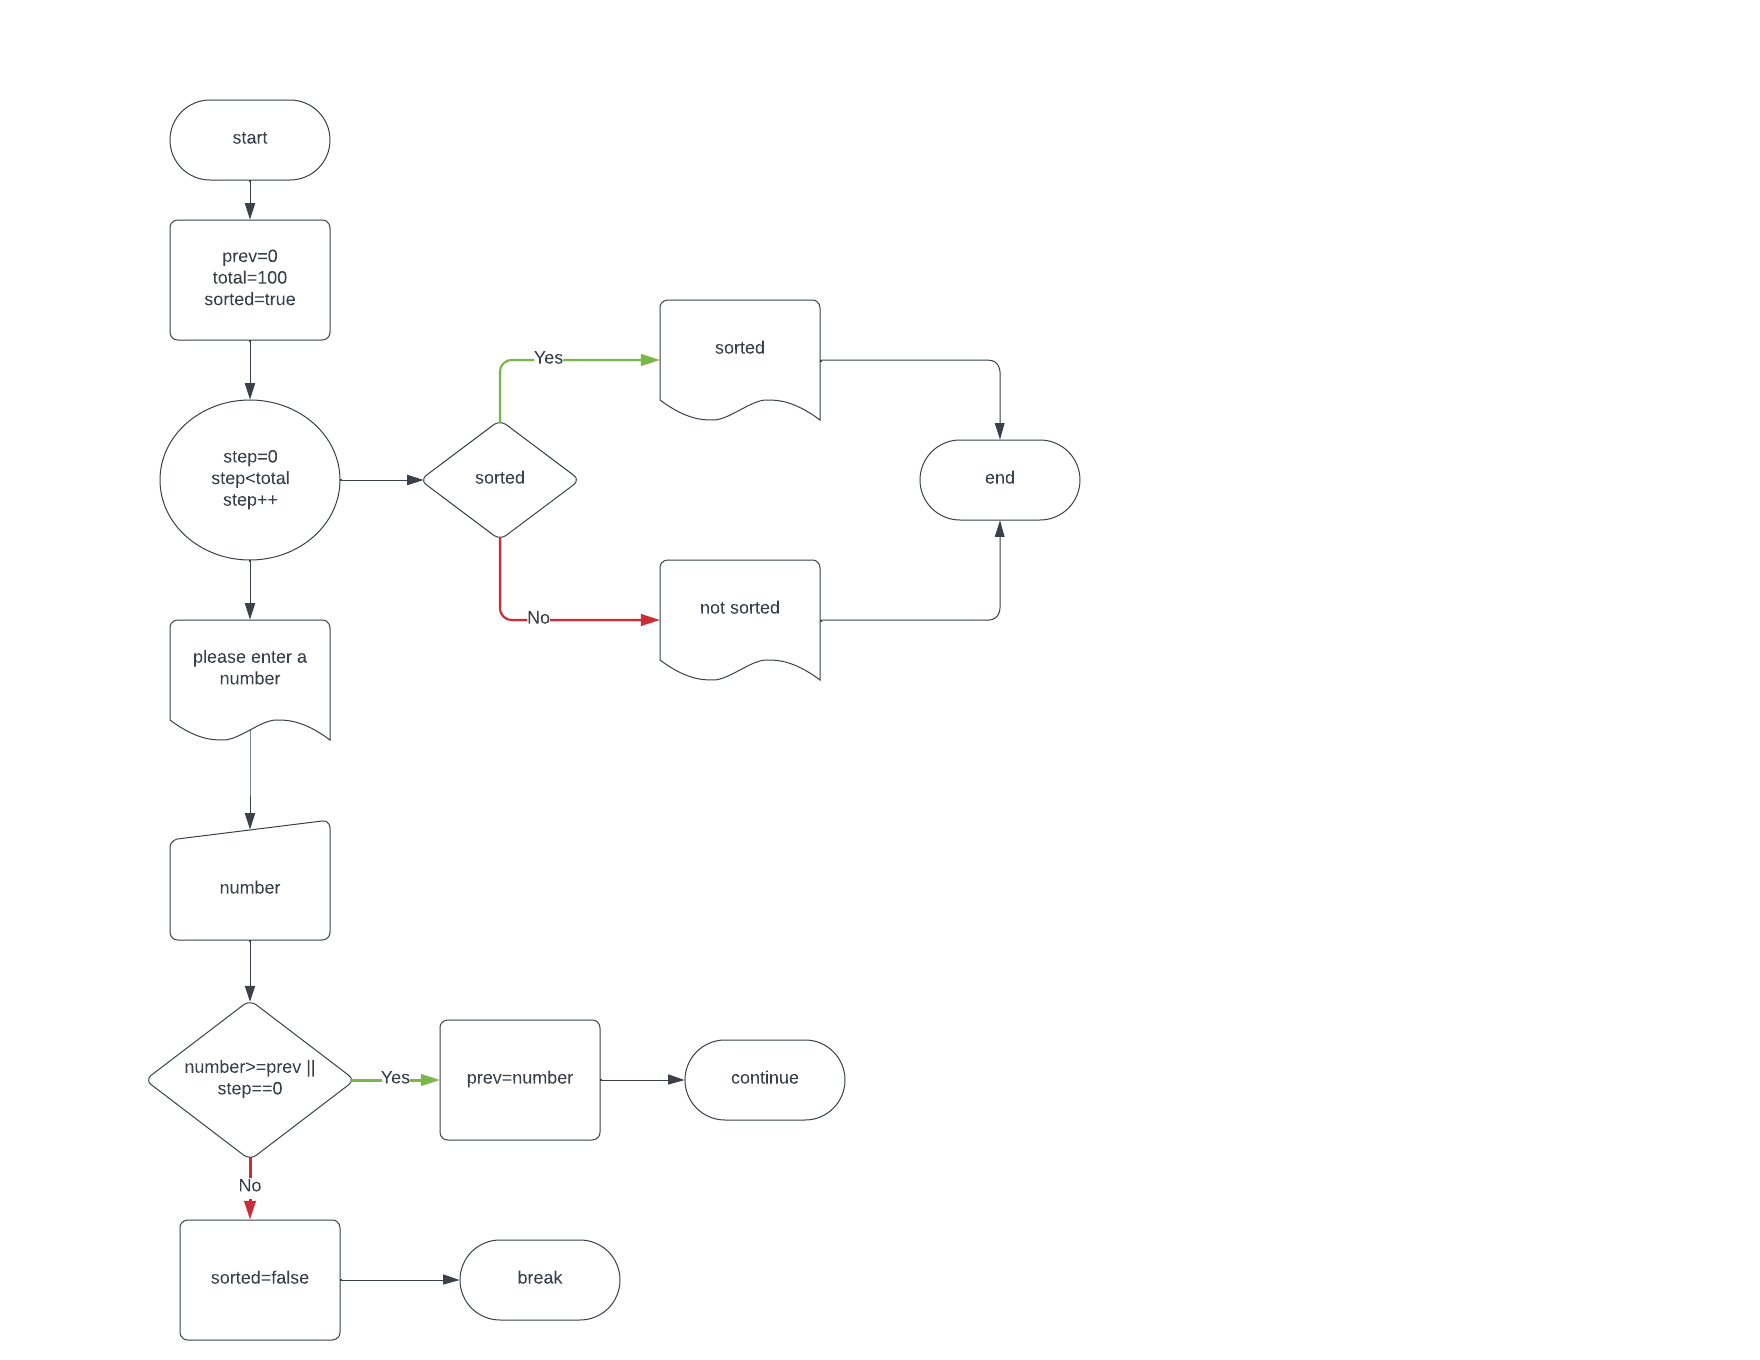 start
prev=0
total=100
sorted=true
step=0
step<total
step++
sorted
Yes
sorted
No
not sorted
end
please enter a
number
number
number>=prev ||
step==0
Yes
prev=number
continue
No
sorted=false
break